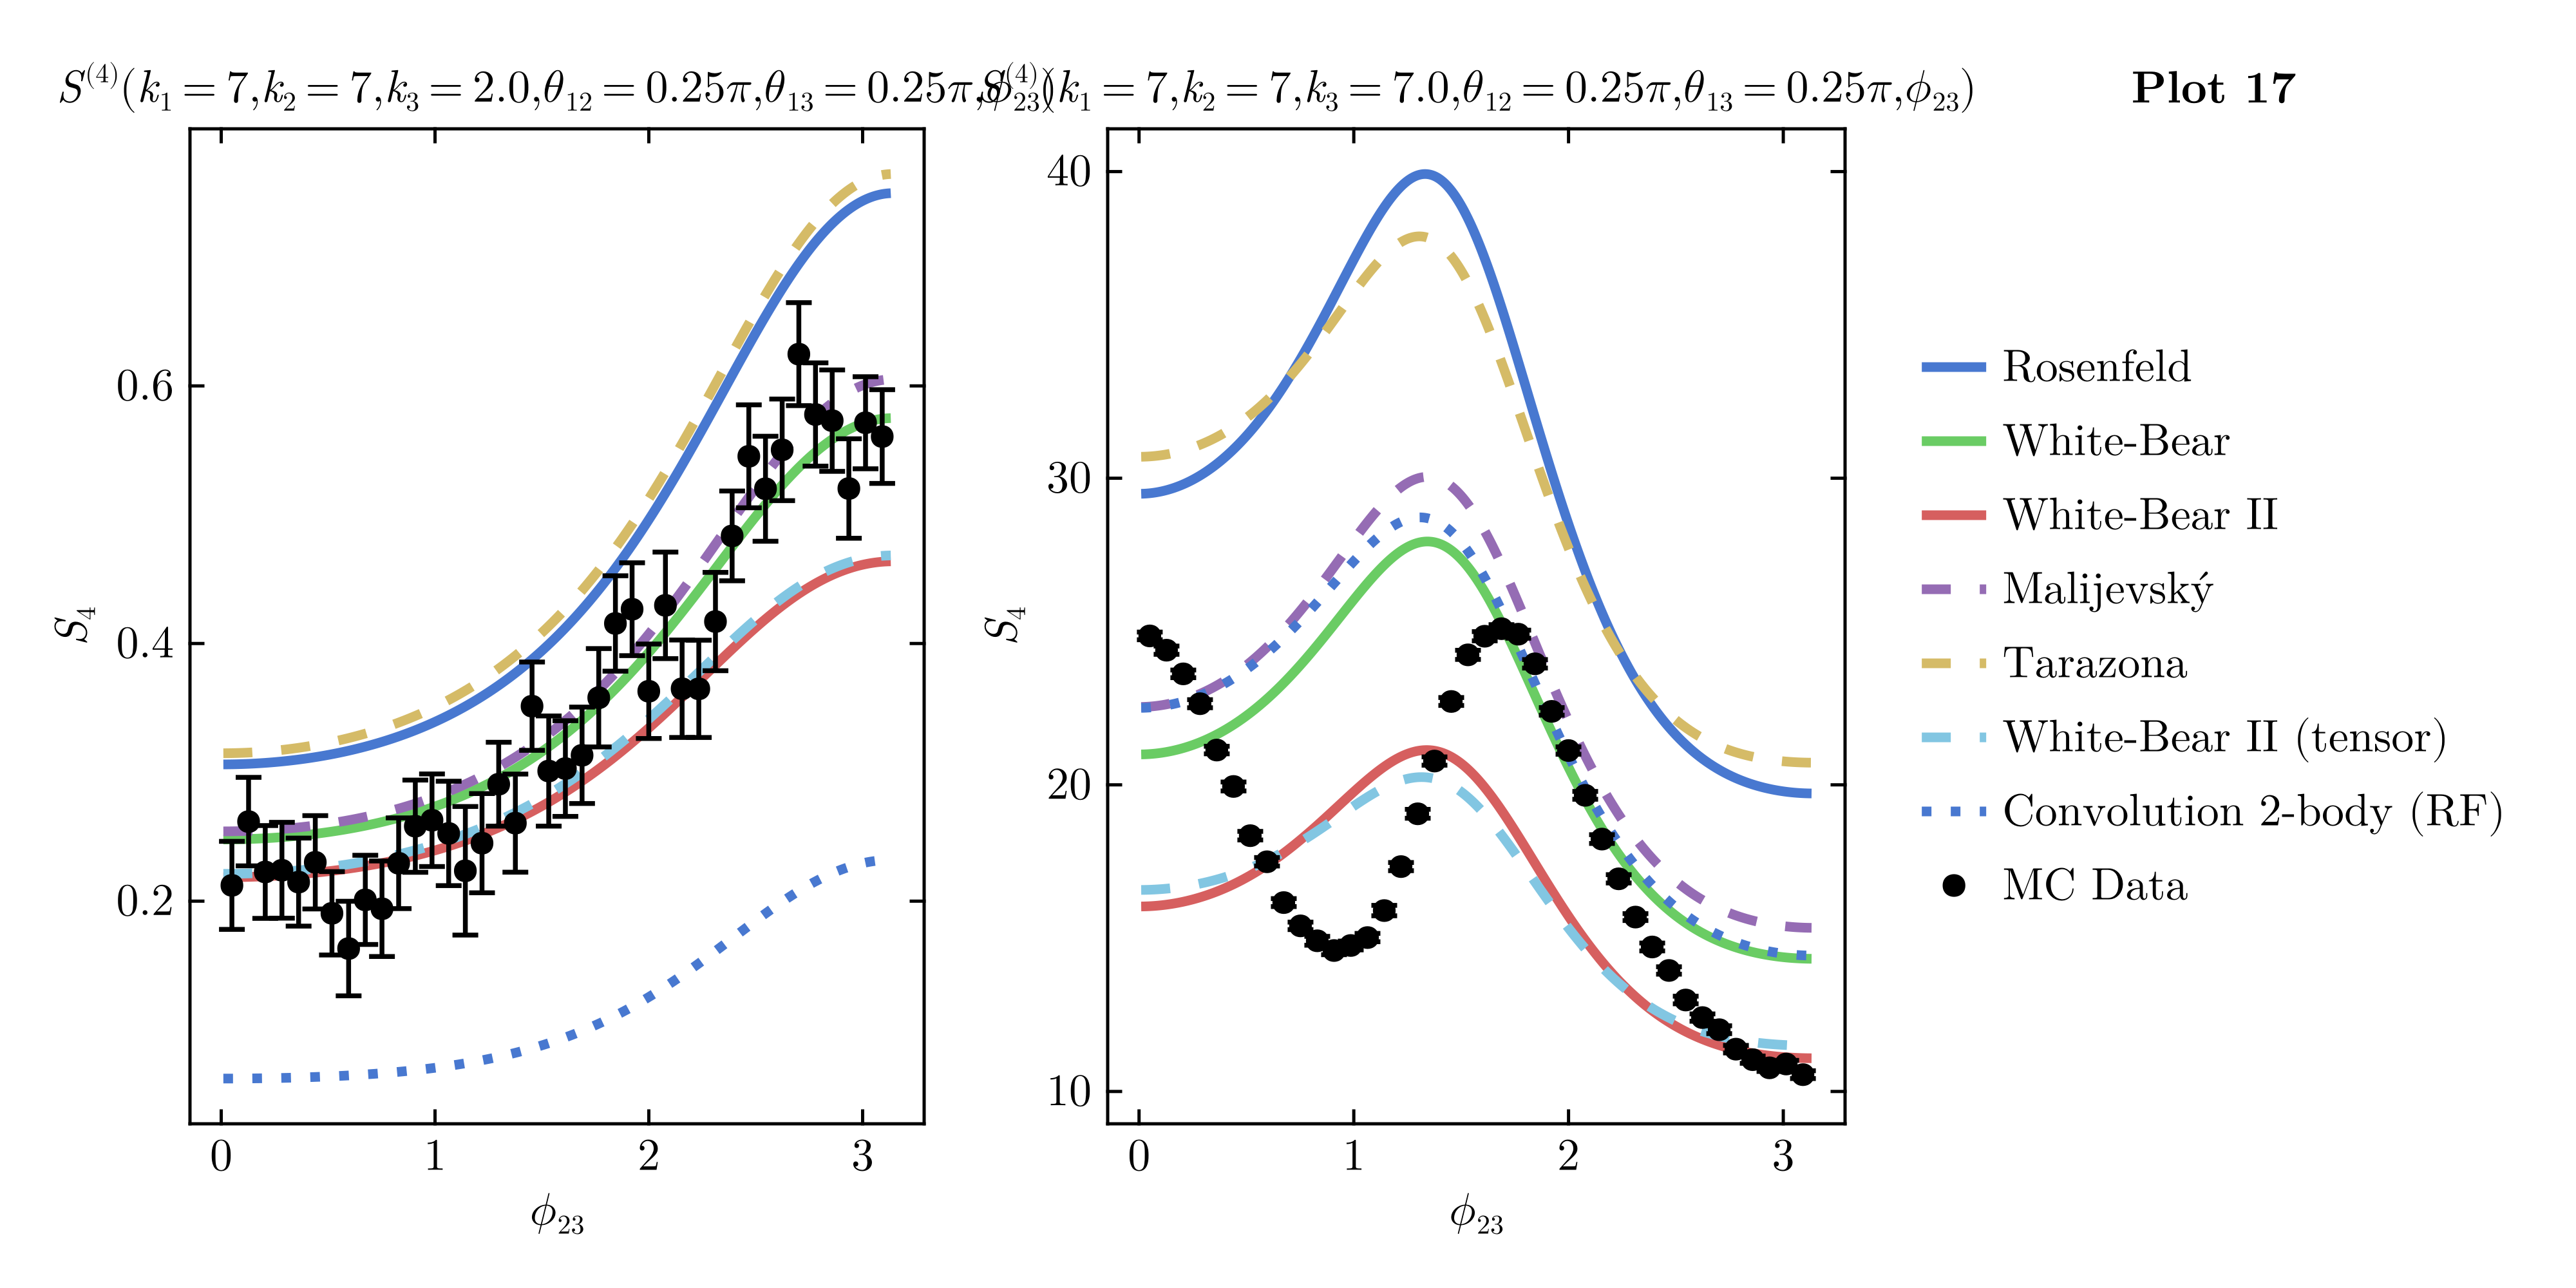 S^(4)(k_1 = 7,k_2 = 7,k_3 = 2.0,θ_12 = 0.25π,θ_13 = 0.25π,ϕ_23)
S^(4)(k_1 = 7,k_2 = 7,k_3 = 7.0,θ_12 = 0.25π,θ_13 = 0.25π,ϕ_23)
Plot 17
S_4
0.6
0.4
0.2
0 1 2 3
ϕ_23
S_4
40
30
20
10
0 1 2 3
ϕ_23
Rosenfeld
White-Bear
White-Bear II
Malijevský
Tarazona
White-Bear II (tensor)
Convolution 2-body (RF)
MC Data